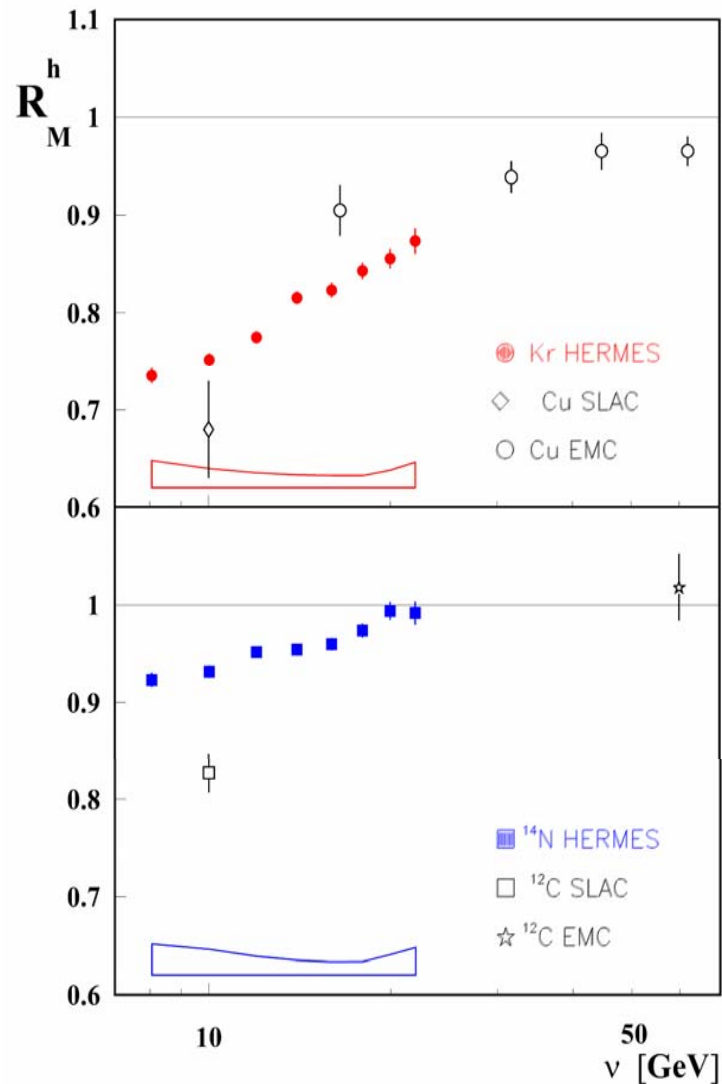 1.1
R_M^h
1
0.9
0.8
Kr HERMES
0.7
Cu SLAC
Cu EMC
0.6
1
0.9
0.8
¹⁴N HERMES
¹²C SLAC
0.7
¹²C EMC
0.6
10
50
ν [GeV]